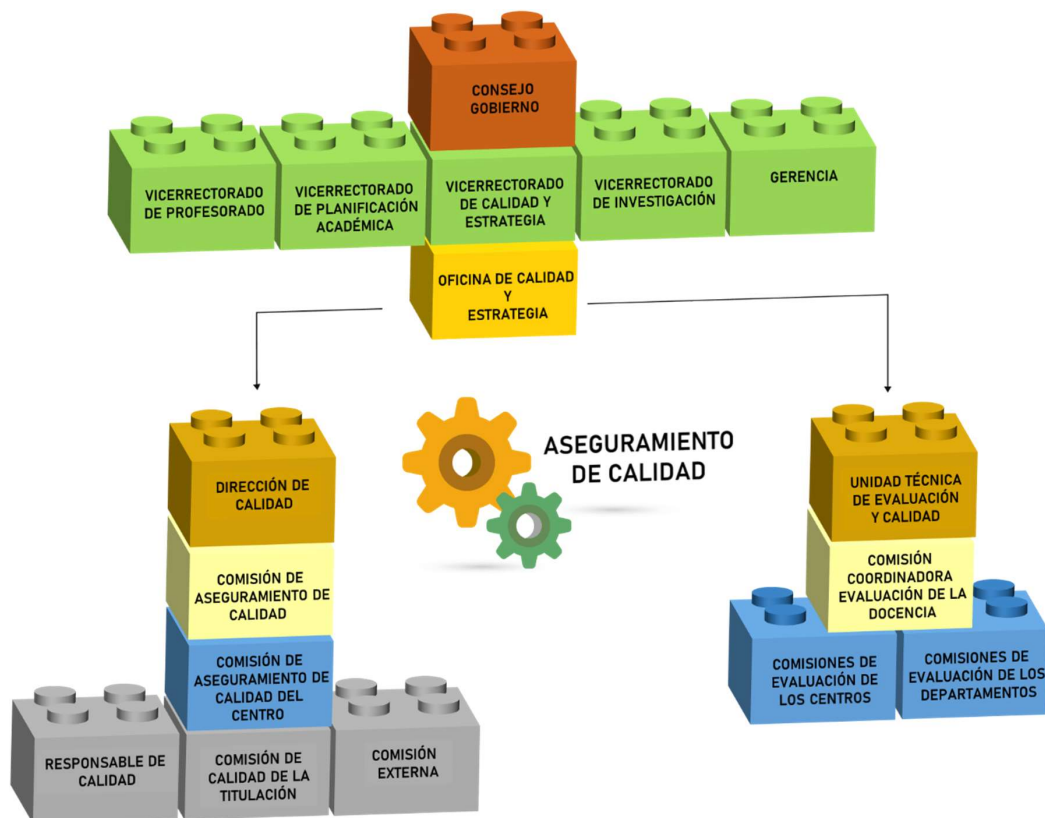 CONSEJO
GOBIERNO
VICERRECTORADO
DE PROFESORADO
VICERRECTORADO
DE PLANIFICACIÓN
ACADÉMICA
VICERRECTORADO
DE CALIDAD Y
ESTRATEGIA
VICERRECTORADO
DE INVESTIGACIÓN
GERENCIA
OFICINA DE CALIDAD
Y
ESTRATEGIA
DIRECCIÓN DE
CALIDAD
COMISIÓN DE
ASEGURAMIENTO DE
CALIDAD
COMISIÓN DE
ASEGURAMIENTO DE
CALIDAD DEL
CENTRO
RESPONSABLE DE
CALIDAD
COMISIÓN DE
CALIDAD DE LA
TITULACIÓN
COMISIÓN
EXTERNA
ASEGURAMIENTO
DE CALIDAD
UNIDAD TÉCNICA
DE EVALUACIÓN
Y CALIDAD
COMISIÓN
COORDINADORA
EVALUACIÓN DE LA
DOCENCIA
COMISIONES DE
EVALUACIÓN DE
LOS CENTROS
COMISIONES DE
EVALUACIÓN DE LOS
DEPARTAMENTOS